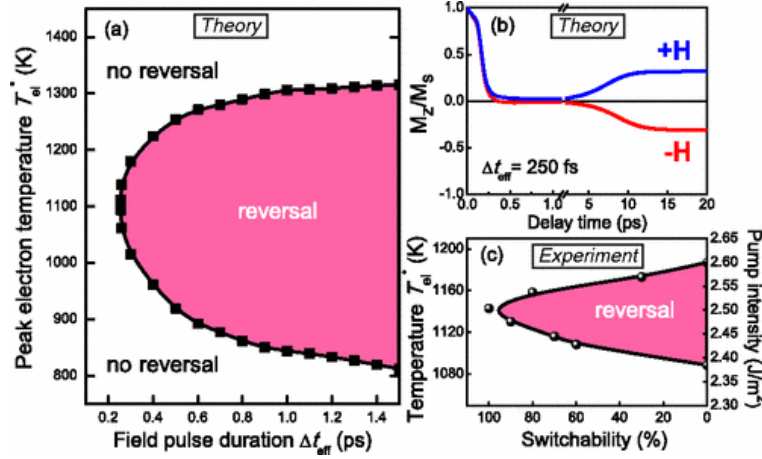 (a) Theory
no reversal
reversal
no reversal
Peak electron temperature T*el (K)
1400
1300
1200
1100
1000
900
800
0.2 0.4 0.6 0.8 1.0 1.2 1.4
Field pulse duration Δteff (ps)
(b) Theory
+H
-H
Δteff = 250 fs
MZ/MS
1.0
0.5
0.0
-0.5
-1.0
0.0 0.5 1.0 5 10 15 20
Delay time (ps)
(c) Experiment
reversal
Temperature T*el (K)
1200
1160
1120
1080
Pump intensity (J/m²)
2.65
2.60
2.55
2.50
2.45
2.40
2.35
2.30
100 80 60 40 20 0
Switchability (%)